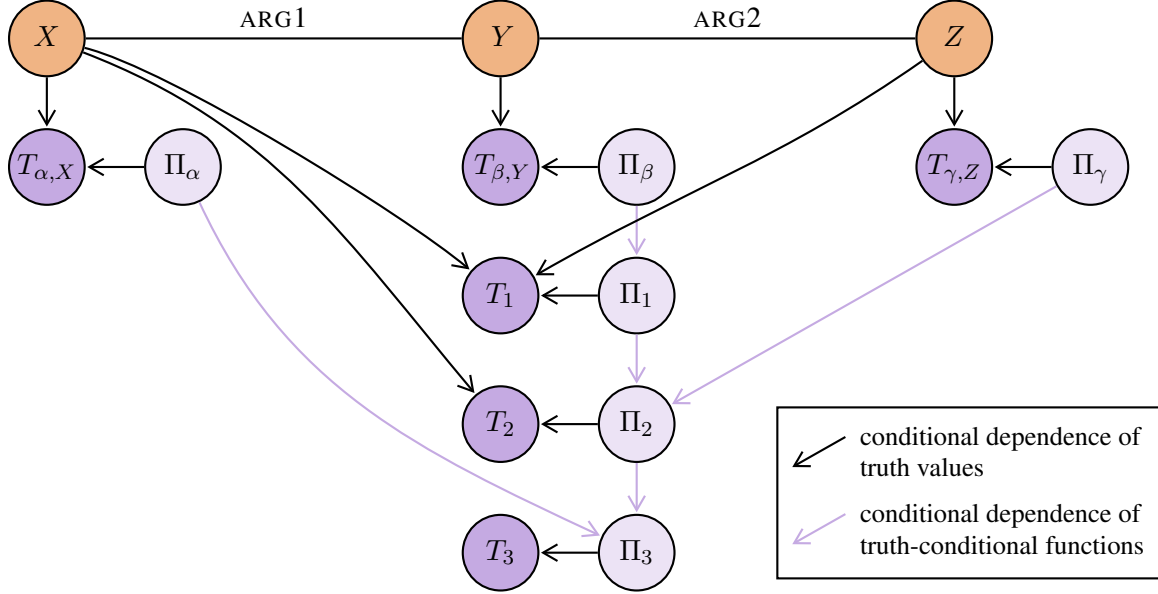 X ARG1 Y ARG2 Z
T_{α,X} Π_α T_{β,Y} Π_β T_{γ,Z} Π_γ
T_1 Π_1
T_2 Π_2
conditional dependence of
truth values
conditional dependence of
truth-conditional functions
T_3 Π_3